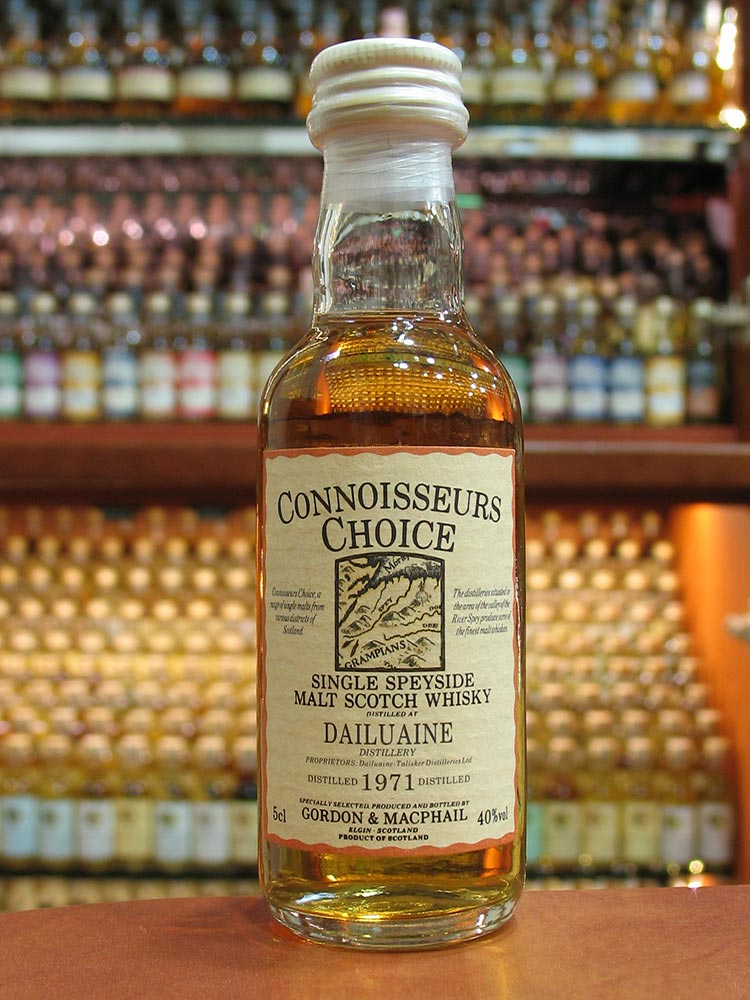 CONNOISSEURS
CHOICE
Connoisseurs Choice, a
range of single malts from
various districts of
Scotland.
Moray
SPEY
DEE
GRAMPIANS
The distilleries situated in
the area of the valley of the
River Spey produce some of
the finest malt whiskies.
SINGLE SPEYSIDE
MALT SCOTCH WHISKY
DISTILLED AT
DAILUAINE
DISTILLERY
PROPRIETORS: Dailuaine-Talisker Distilleries Ltd
DISTILLED 1971 DISTILLED
SPECIALLY SELECTED, PRODUCED AND BOTTLED BY
5cl GORDON & MACPHAIL 40%vol
ELGIN - SCOTLAND
PRODUCT OF SCOTLAND